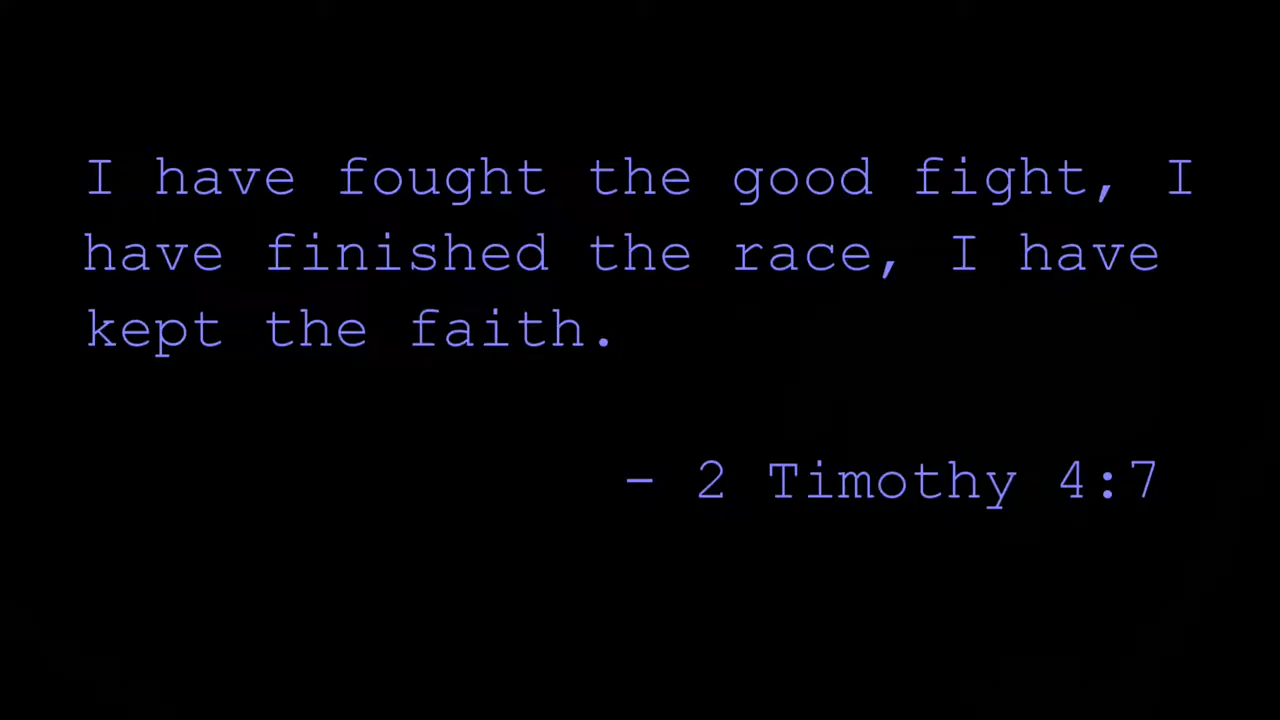 I have fought the good fight, I
have finished the race, I have
kept the faith.
- 2 Timothy 4:7